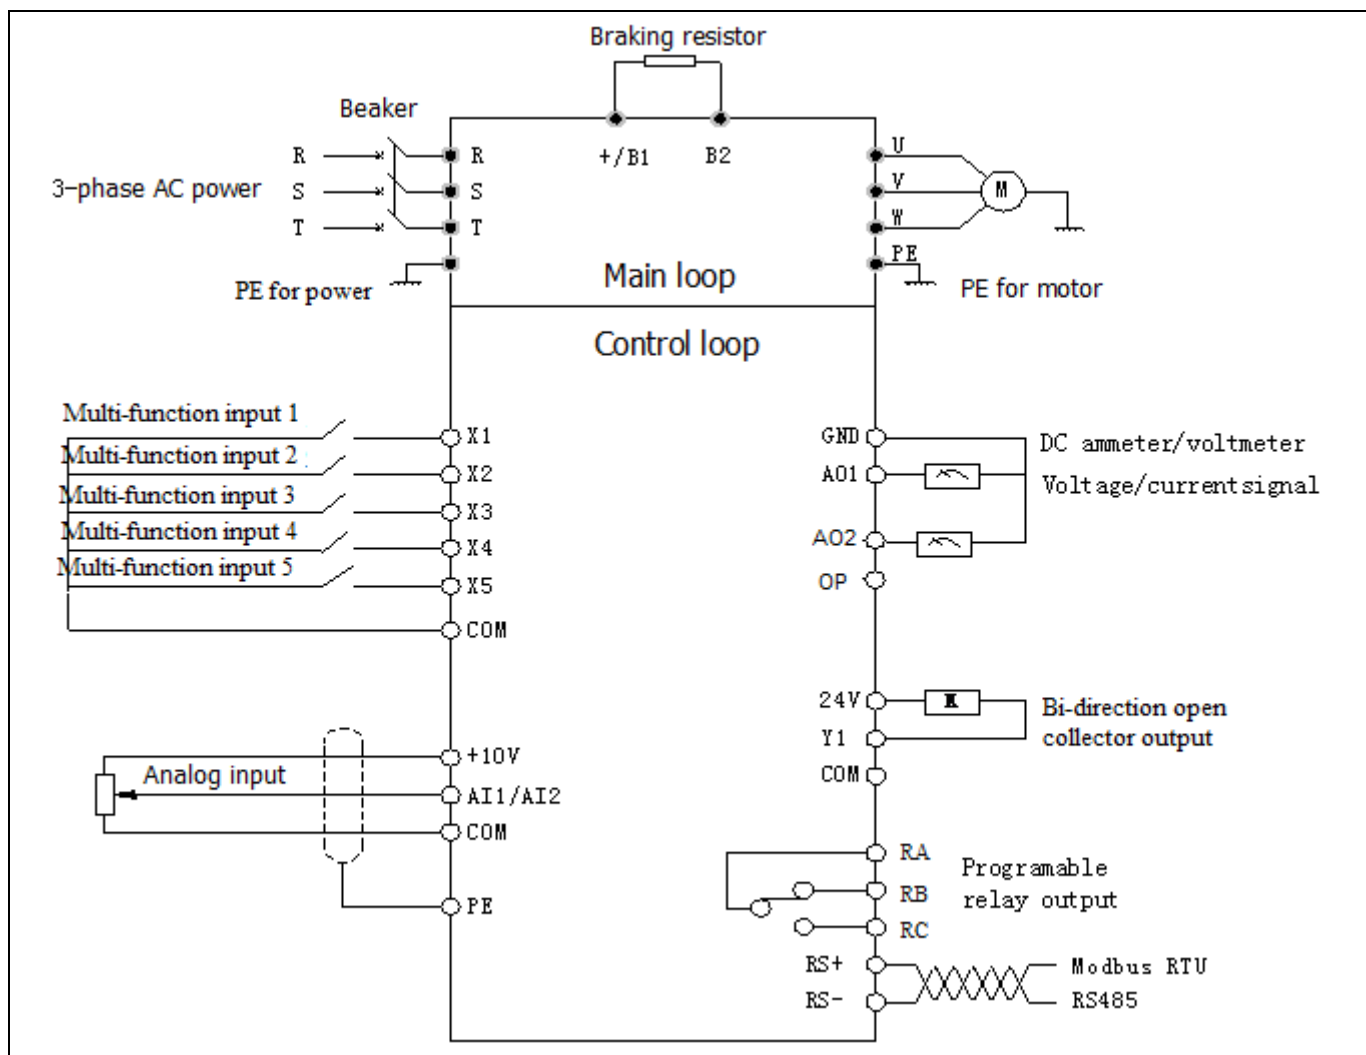 Braking resistor
Beaker
+/B1 B2
R R U
3-phase AC power S S V M
T T W
PE
PE for power Main loop PE for motor
Control loop
Multi-function input 1 X1 GND DC ammeter/voltmeter
Multi-function input 2 X2 AO1 Voltage/currentsignal
Multi-function input 3 X3
Multi-function input 4 X4 AO2
Multi-function input 5 X5 OP
COM
24V Bi-direction open
Y1 collector output
+10V COM
Analog input AI1/AI2
COM
RA Programable
PE RB relay output
RC
RS+ Modbus RTU
RS- RS485